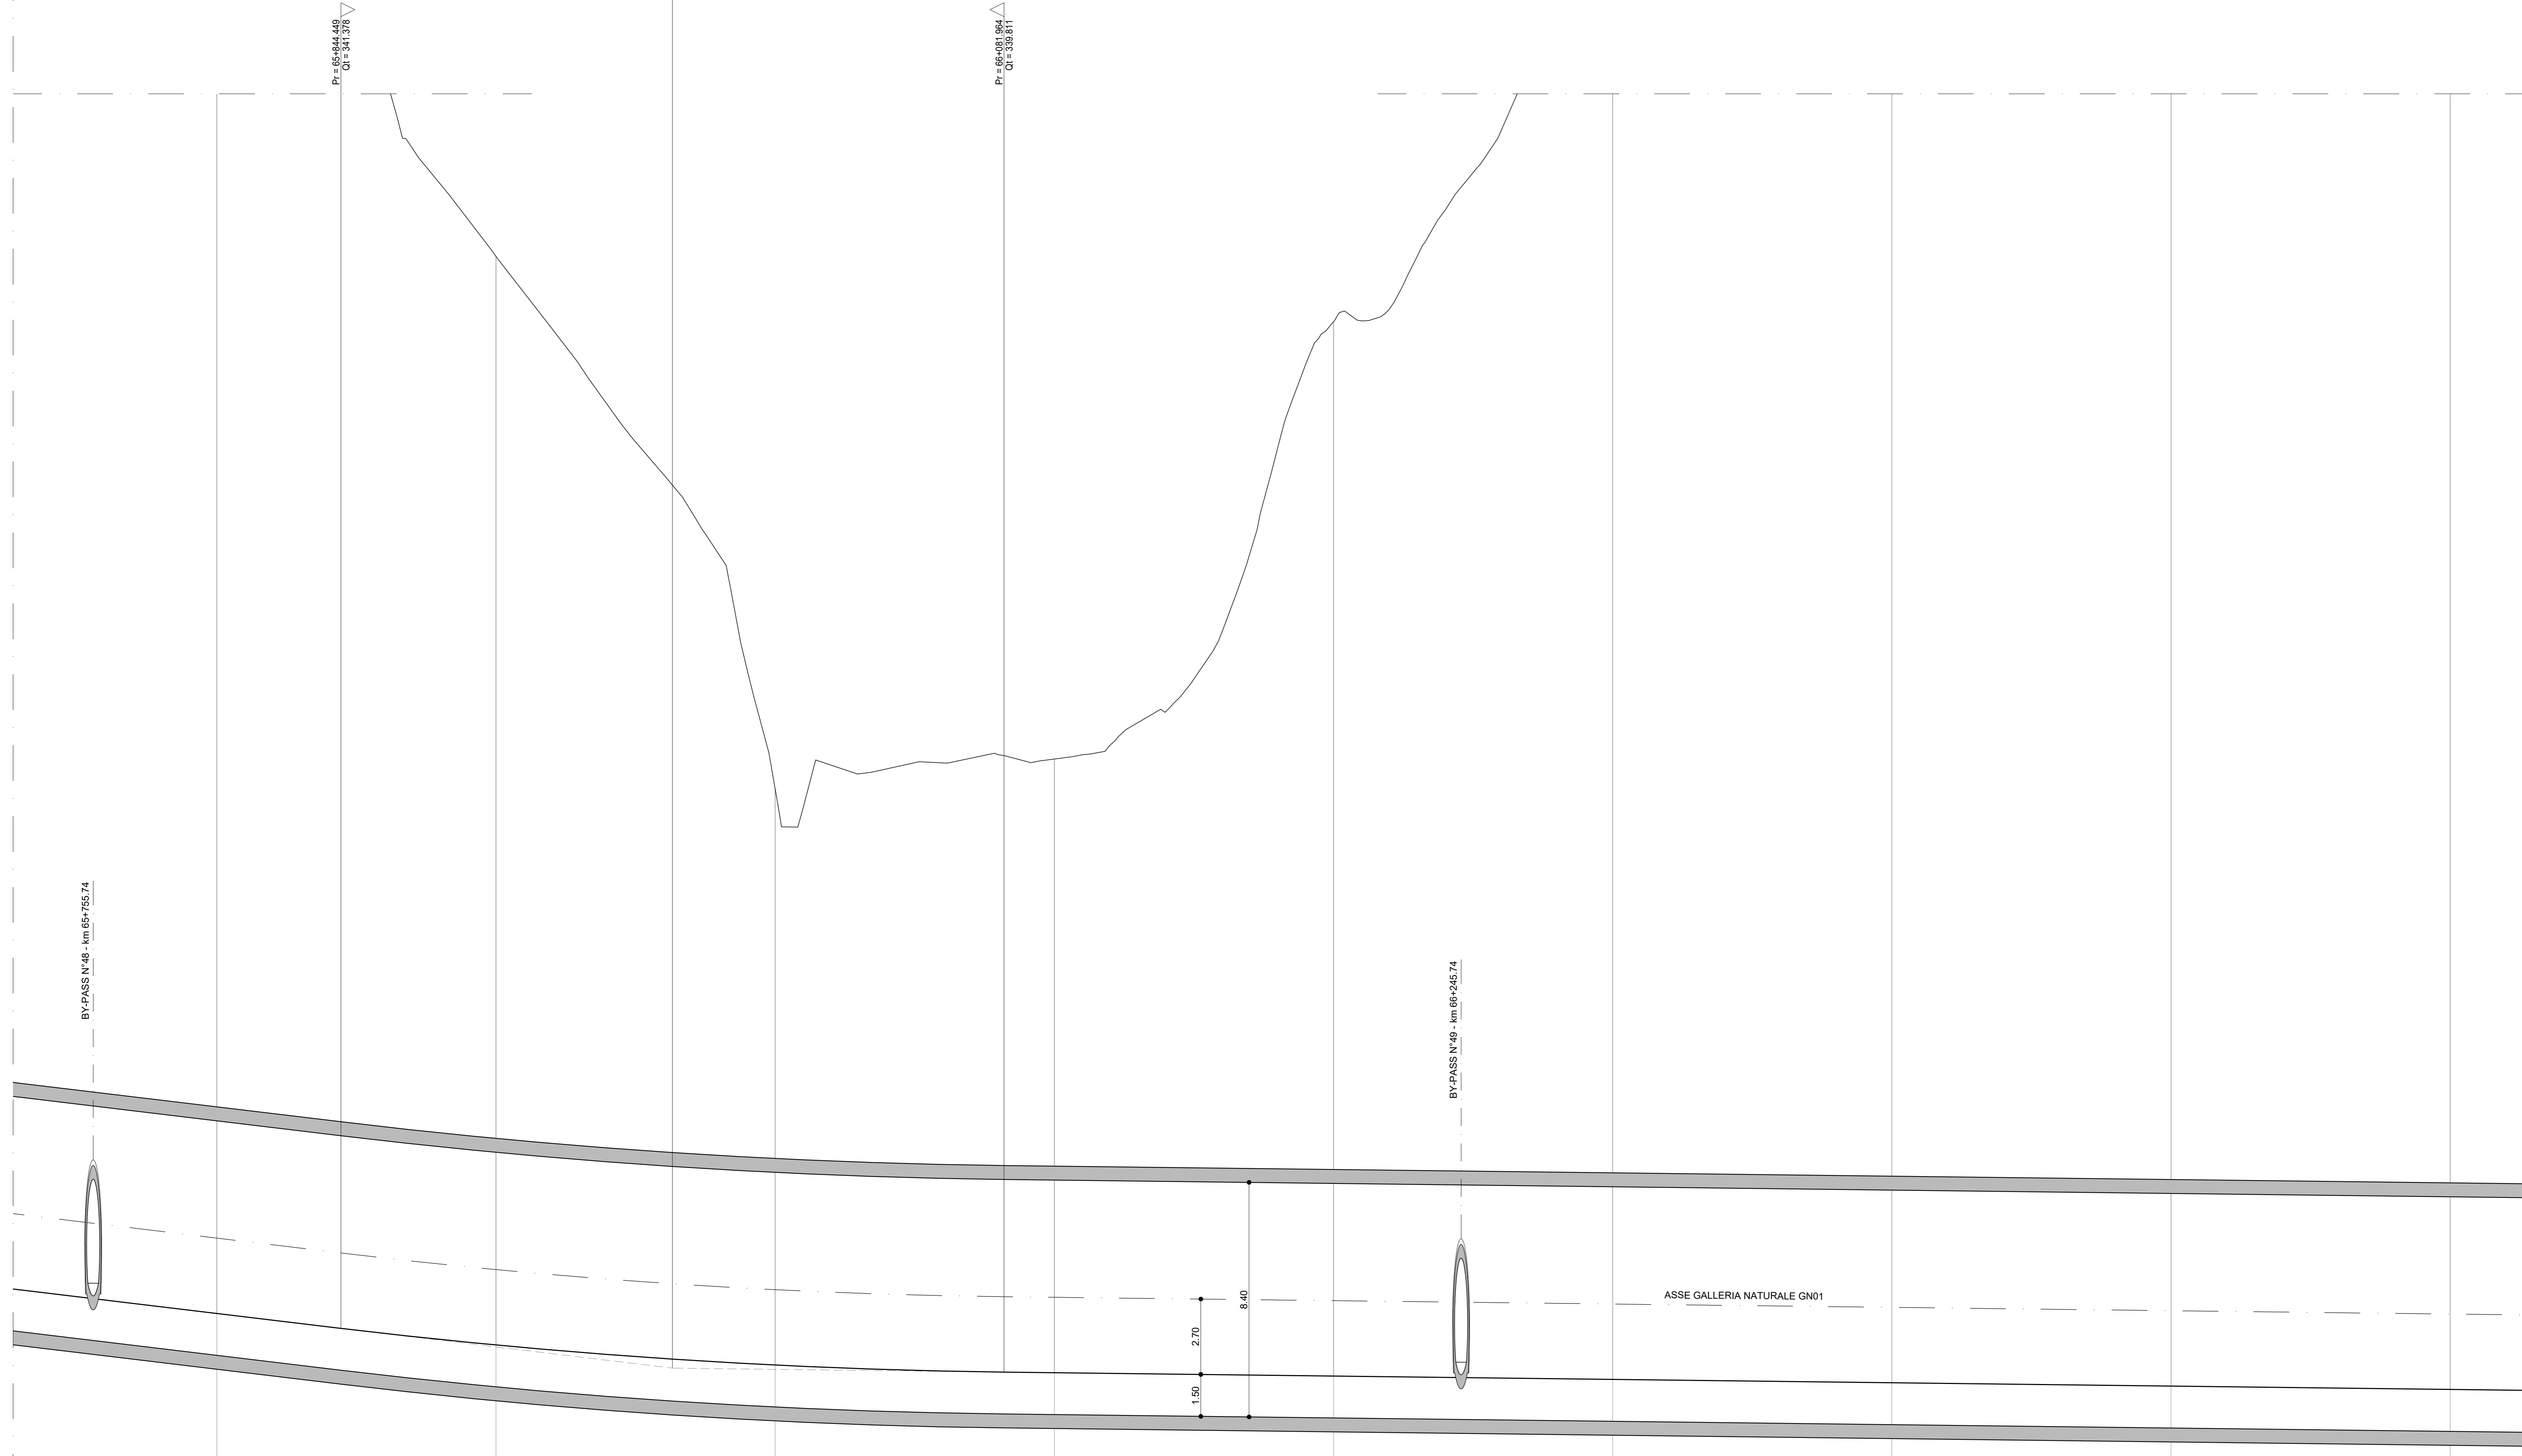 Pr = 65+844.449
Qt = 341.378
Pr = 66+081.964
Qt = 339.811
BY-PASS N°48 - km 65+755.74
BY-PASS N°49 - km 66+245.74
ASSE GALLERIA NATURALE GN01
8.40
2.70
1.50